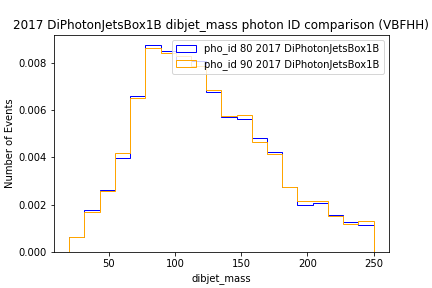 2017 DiPhotonJetsBox1B dibjet_mass photon ID comparison (VBFHH)
pho_id 80 2017 DiPhotonJetsBox1B
pho_id 90 2017 DiPhotonJetsBox1B
Number of Events
0.008
0.006
0.004
0.002
0.000
50 100 150 200 250
dibjet_mass